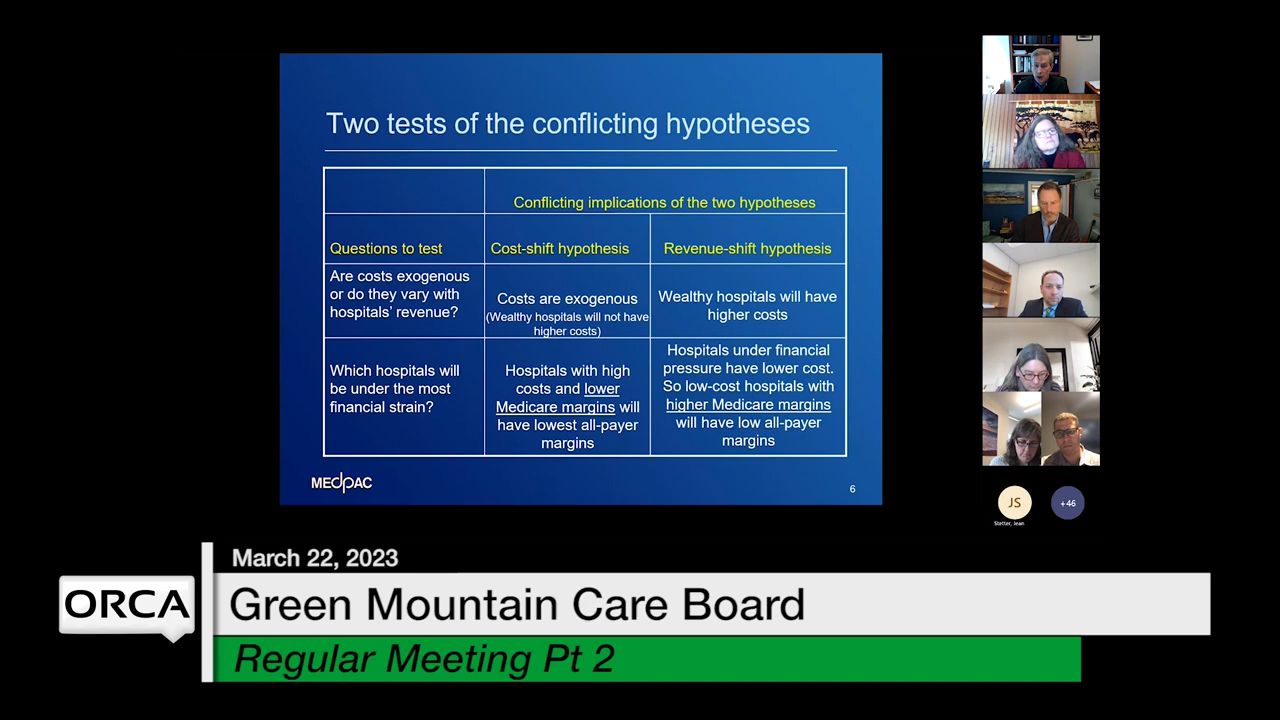 Two tests of the conflicting hypotheses
Conflicting implications of the two hypotheses
Questions to test
Cost-shift hypothesis
Revenue-shift hypothesis
Are costs exogenous
or do they vary with
hospitals' revenue?
Costs are exogenous
(Wealthy hospitals will not have
higher costs)
Wealthy hospitals will have
higher costs
Which hospitals will
be under the most
financial strain?
Hospitals with high
costs and lower
Medicare margins will
have lowest all-payer
margins
Hospitals under financial
pressure have lower cost.
So low-cost hospitals with
higher Medicare margins
will have low all-payer
margins
MEDPAC
6
JS
+46
Stetter, Jean
March 22, 2023
ORCA
Green Mountain Care Board
Regular Meeting Pt 2